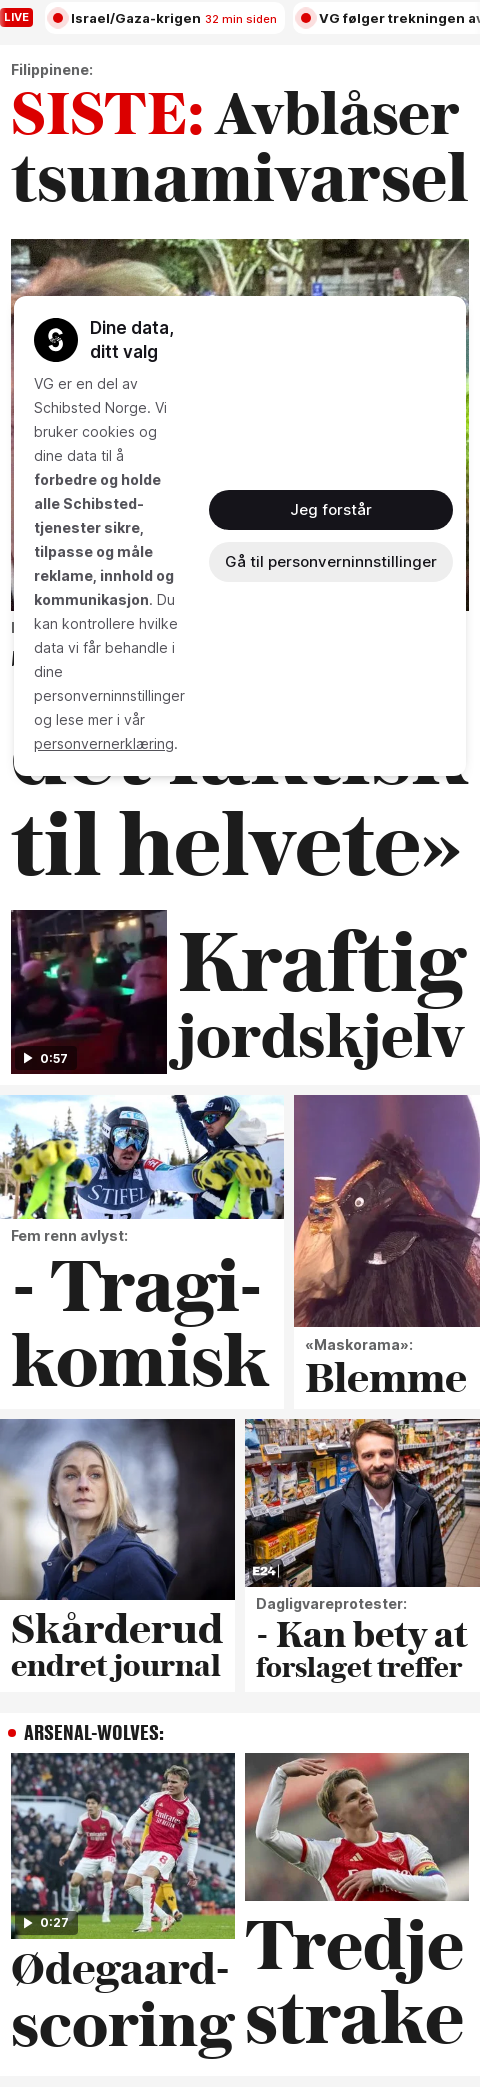 LIVE
Israel/Gaza-krigen 32 min siden
VG følger trekningen
Filippinene:
SISTE: Avblåser
tsunamivarsel
Dine data,
ditt valg
VG er en del av
Schibsted Norge. Vi
bruker cookies og
dine data til å
forbedre og holde
alle Schibsted-
tjenester sikre,
tilpasse og måle
reklame, innhold og
kommunikasjon. Du
kan kontrollere hvilke
data vi får behandle i
dine
personverninnstillinger
og lese mer i vår
personvernerklæring.
Jeg forstår
Gå til personverninnstillinger
det faktisk
til helvete»
0:57
Kraftig
jordskjelv
STIFEL
Fem renn avlyst:
- Tragi-
komisk
«Maskorama»:
Blemme
Skårderud
endret journal
E24
Dagligvareprotester:
- Kan bety at
forslaget treffer
ARSENAL-WOLVES:
0:27
Ødegaard-
scoring
Tredje
strake